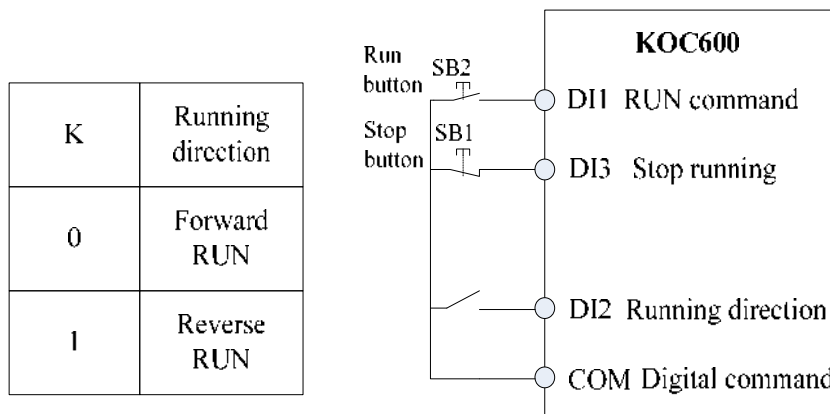 K
Running
direction
0
Forward
RUN
1
Reverse
RUN
KOC600
Run
button
SB2
DI1 RUN command
Stop
button
SB1
DI3 Stop running
DI2 Running direction
COM Digital command